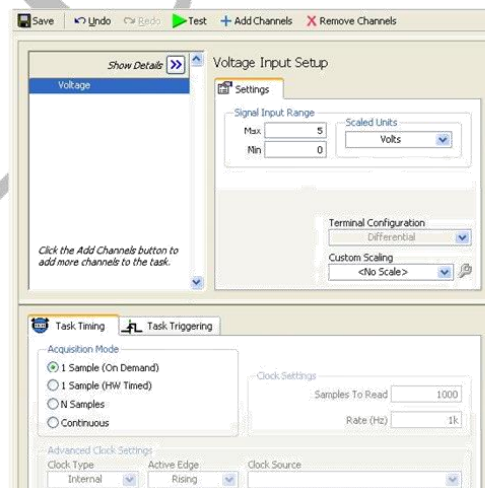 Save Undo Redo Test Add Channels Remove Channels
Show Details
Voltage
Click the Add Channels button to
add more channels to the task.
Voltage Input Setup
Settings
Signal Input Range
Max 5
Min 0
Scaled Units
Volts
Terminal Configuration
Differential
Custom Scaling
<No Scale>
Task Timing Task Triggering
Acquisition Mode
1 Sample (On Demand)
1 Sample (HW Timed)
N Samples
Continuous
Clock Settings
Samples To Read 1000
Rate (Hz) 1k
Advanced Clock Settings
Clock Type Active Edge Clock Source
Internal Rising